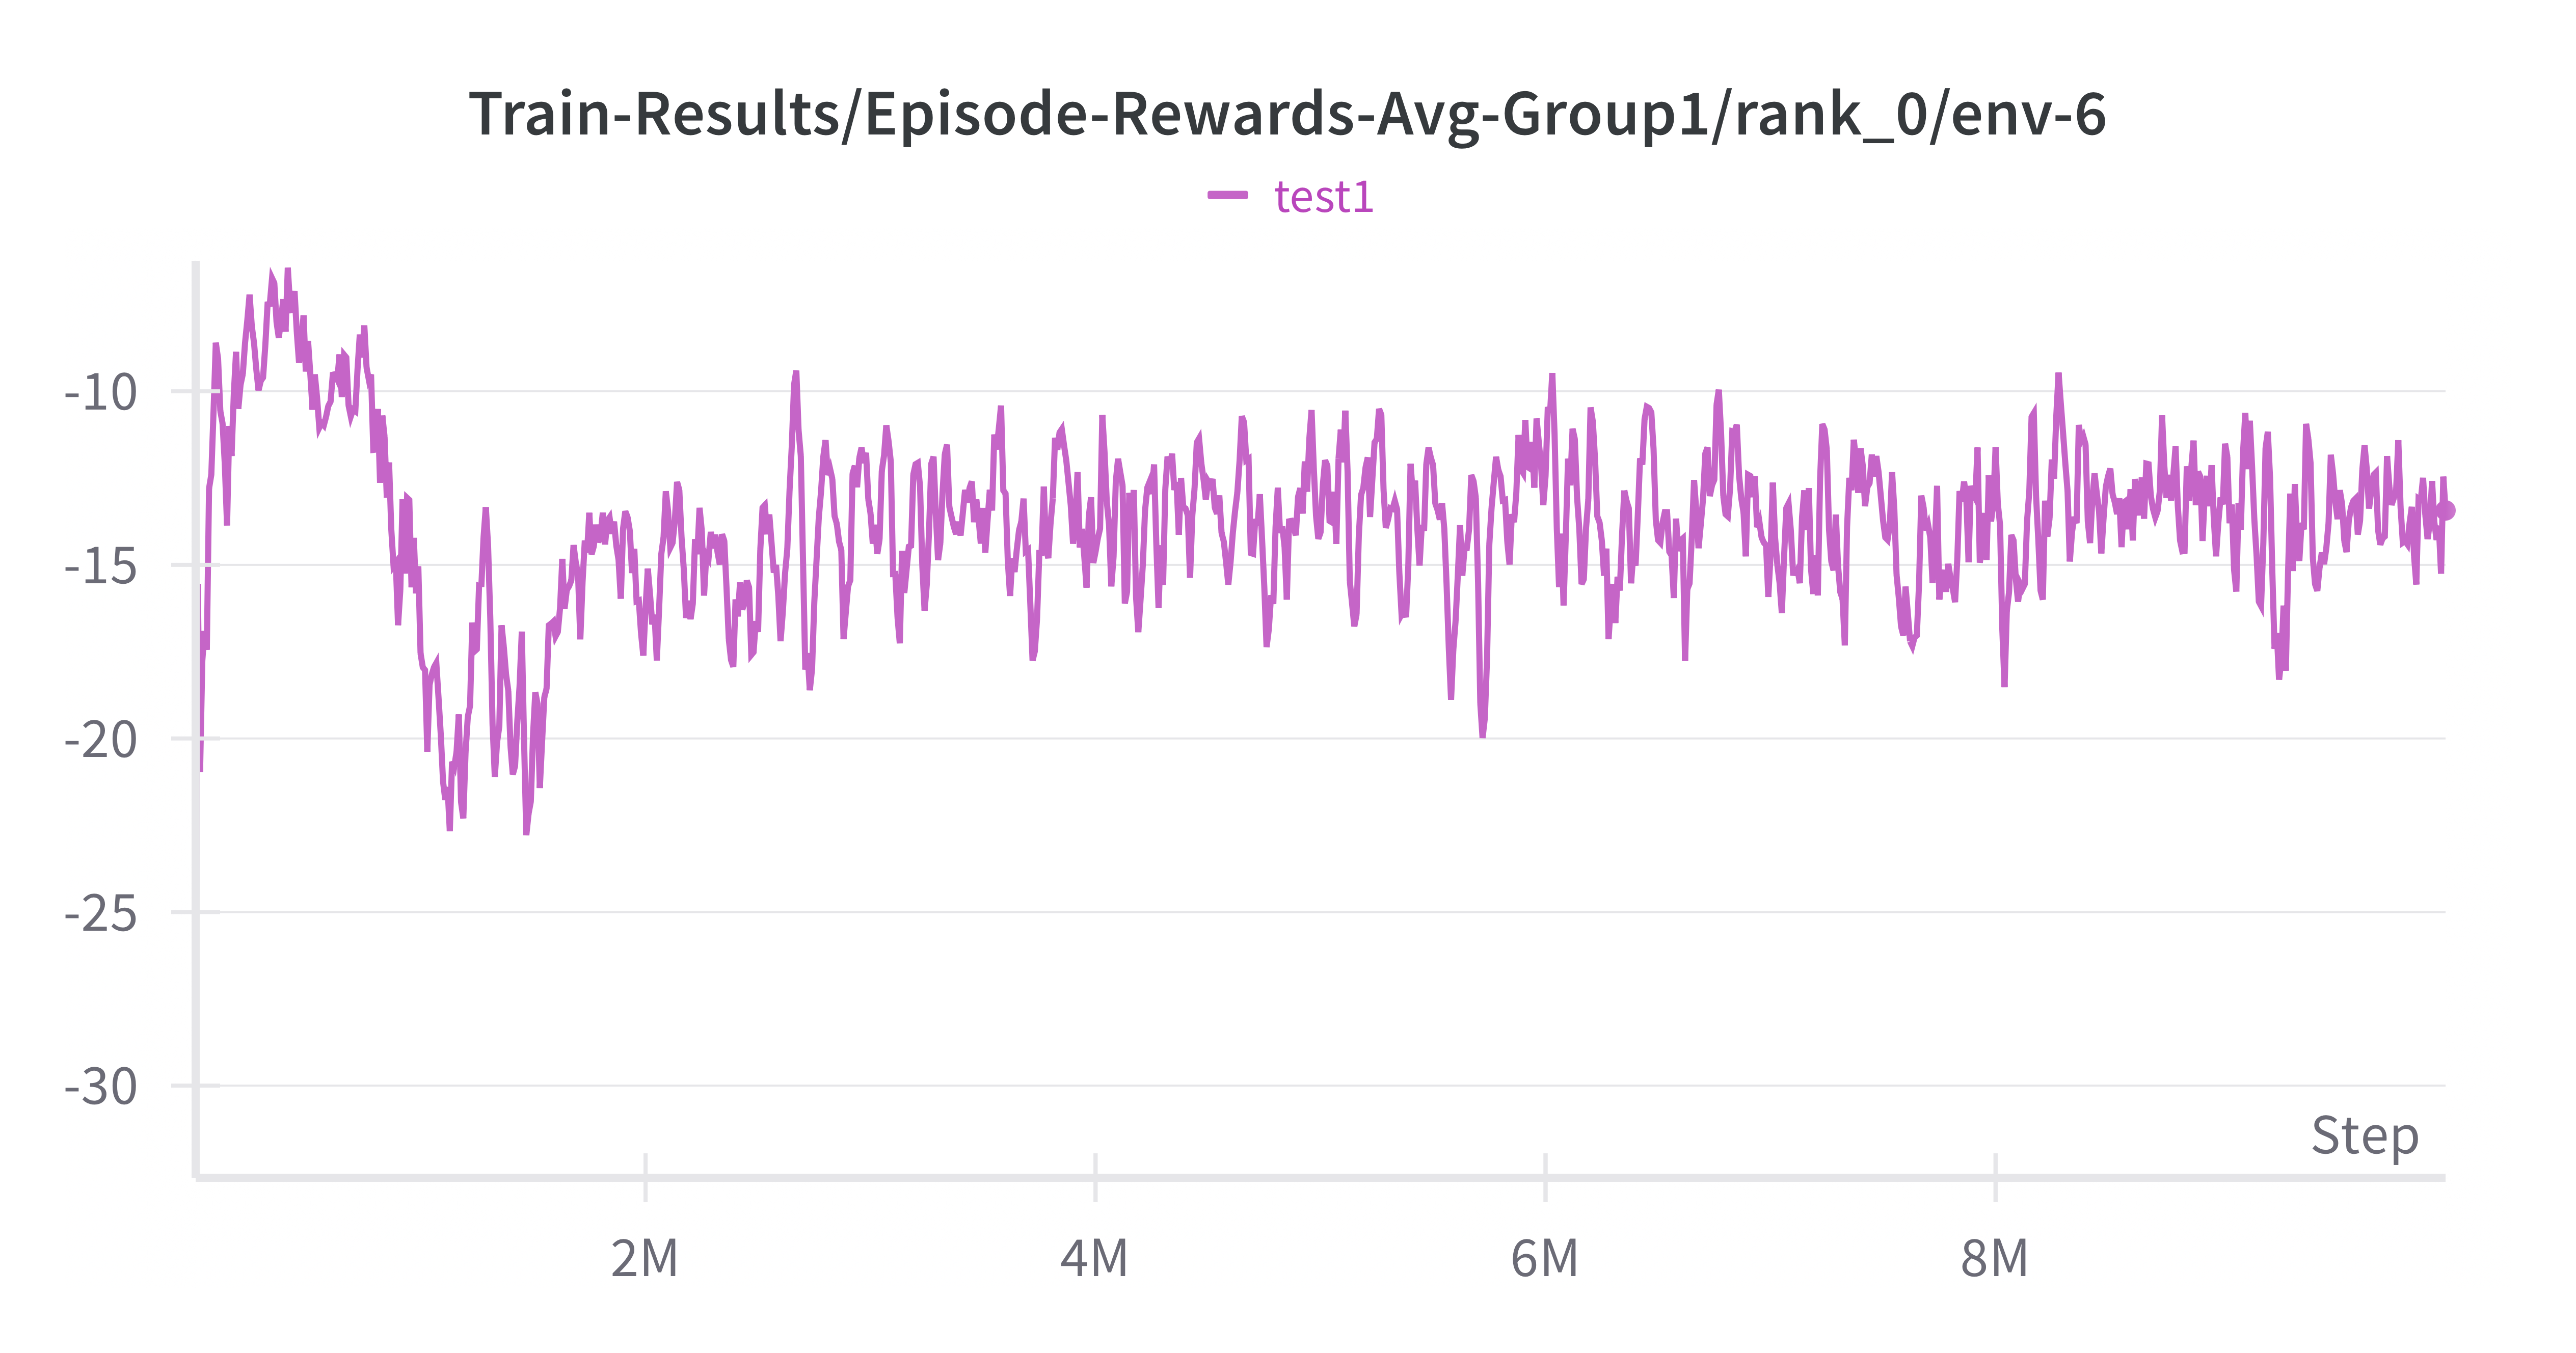 Train-Results/Episode-Rewards-Avg-Group1/rank_0/env-6
test1
-10
-15
-20
-25
-30
Step
2M
4M
6M
8M